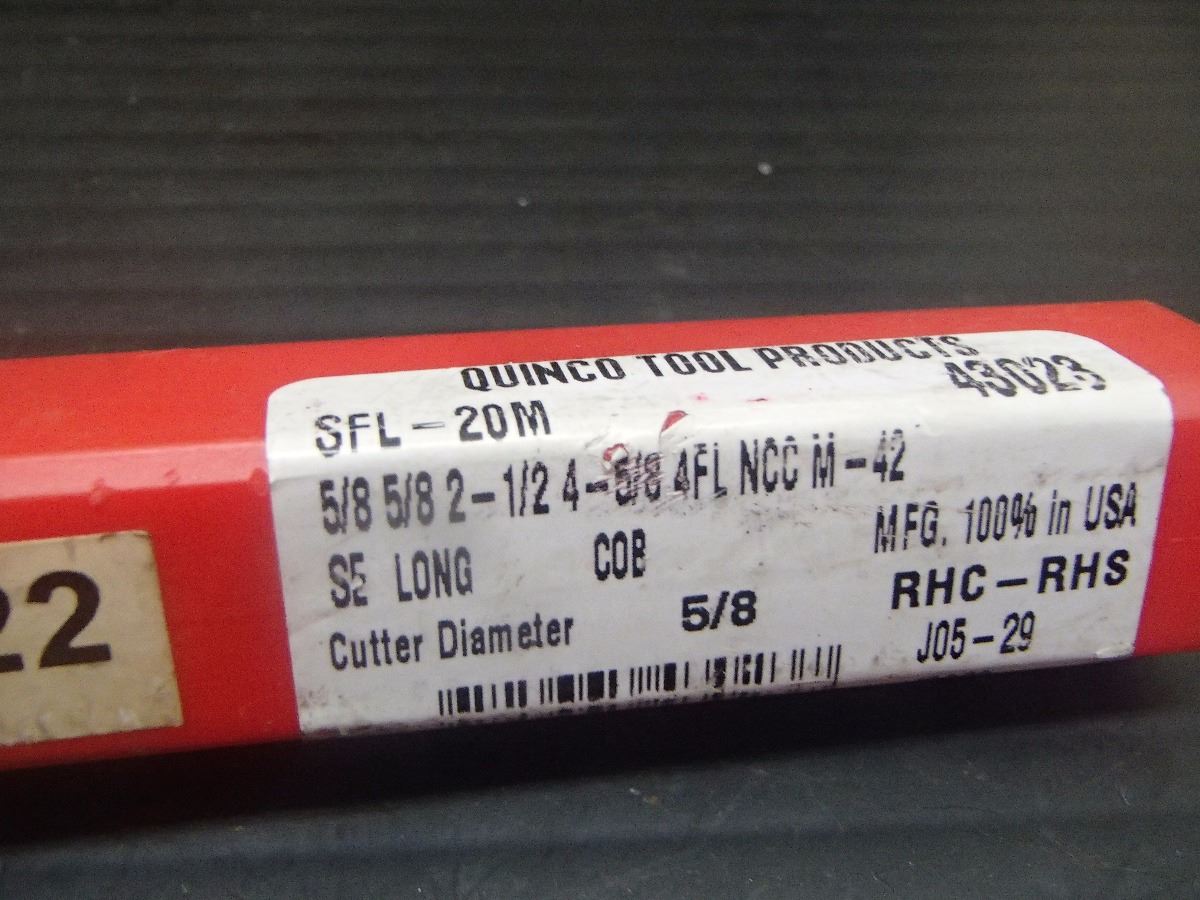 QUINCO TOOL PRODUCTS
43023
SFL-20M
5/8 5/8 2-1/2 4-5/8 4FL NCC M-42
SE LONG COB MFG. 100% in USA
Cutter Diameter 5/8 RHC-RHS
J05-29
22